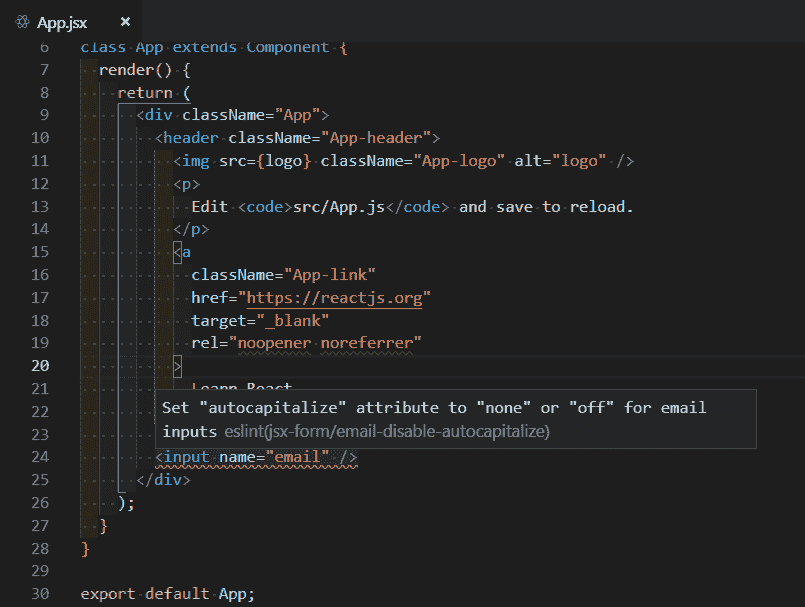 App.jsx ×
6 class App extends Component {
7 render() {
8 return (
9 <div className="App">
10 <header className="App-header">
11 <img src={logo} className="App-logo" alt="logo" />
12 <p>
13 Edit <code>src/App.js</code> and save to reload.
14 </p>
15 <a
16 className="App-link"
17 href="https://reactjs.org"
18 target="_blank"
19 rel="noopener noreferrer"
20 >
21 Learn React
22 Set "autocapitalize" attribute to "none" or "off" for email
23 inputs eslint(jsx-form/email-disable-autocapitalize)
24 <input name="email" />
25 </div>
26 );
27 }
28 }
29
30 export default App;